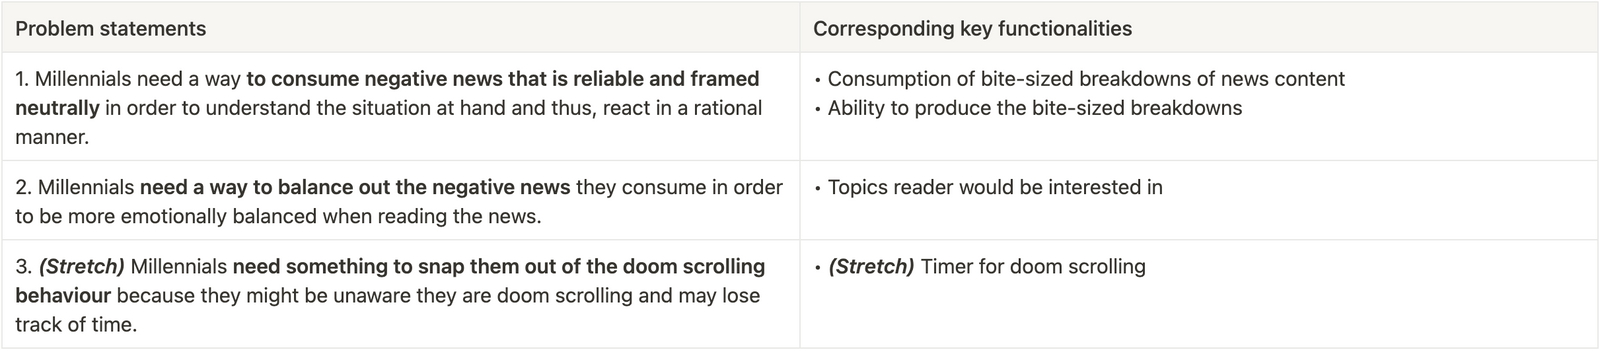 Problem statements
Corresponding key functionalities
1. Millennials need a way to consume negative news that is reliable and framed
neutrally in order to understand the situation at hand and thus, react in a rational
manner.
• Consumption of bite-sized breakdowns of news content
• Ability to produce the bite-sized breakdowns
2. Millennials need a way to balance out the negative news they consume in order
to be more emotionally balanced when reading the news.
• Topics reader would be interested in
3. (Stretch) Millennials need something to snap them out of the doom scrolling
behaviour because they might be unaware they are doom scrolling and may lose
track of time.
• (Stretch) Timer for doom scrolling